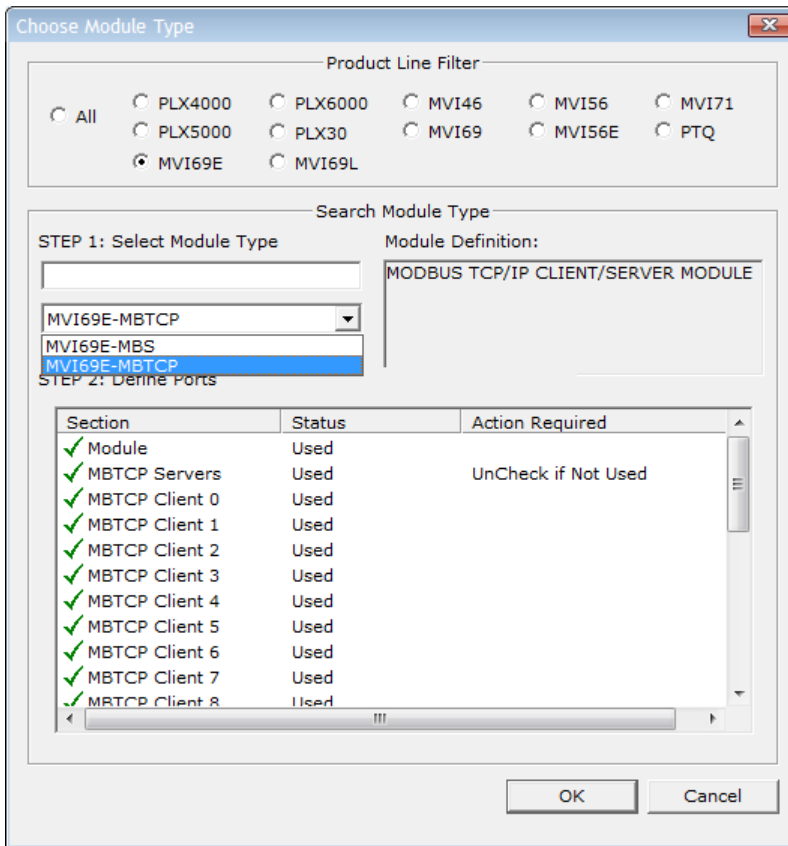 Choose Module Type
Product Line Filter
All
PLX4000
PLX6000
MVI46
MVI56
MVI71
PLX5000
PLX30
MVI69
MVI56E
PTQ
MVI69E
MVI69L
Search Module Type
STEP 1: Select Module Type
Module Definition:
MODBUS TCP/IP CLIENT/SERVER MODULE
MVI69E-MBTCP
MVI69E-MBS
MVI69E-MBTCP
STEP 2: Define Ports
Section Status Action Required
Module Used
MBTCP Servers Used UnCheck if Not Used
MBTCP Client 0 Used
MBTCP Client 1 Used
MBTCP Client 2 Used
MBTCP Client 3 Used
MBTCP Client 4 Used
MBTCP Client 5 Used
MBTCP Client 6 Used
MBTCP Client 7 Used
MBTCP Client 8 Used
OK
Cancel